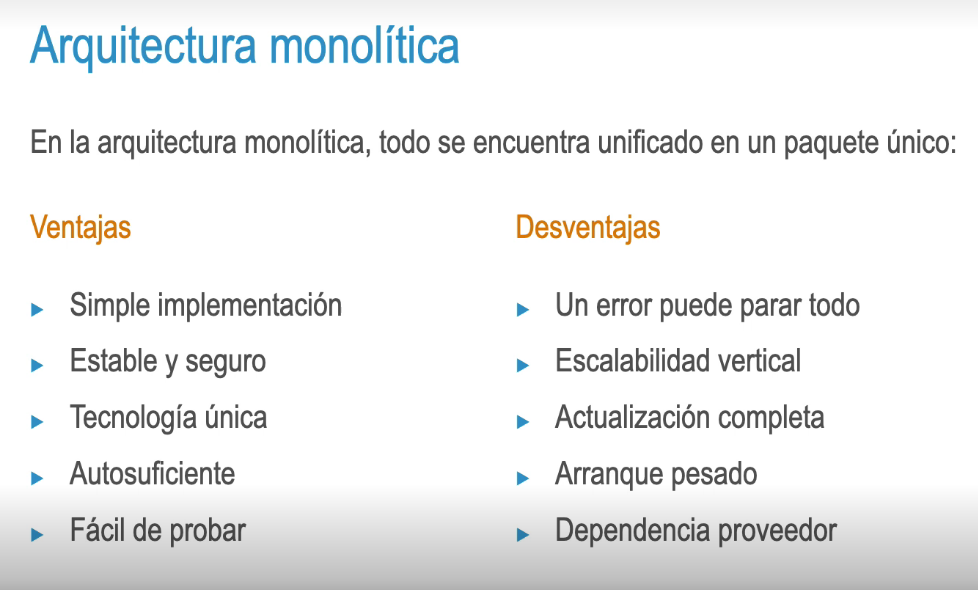 Arquitectura monolítica
En la arquitectura monolítica, todo se encuentra unificado en un paquete único:
Ventajas
Simple implementación
Estable y seguro
Tecnología única
Autosuficiente
Fácil de probar
Desventajas
Un error puede parar todo
Escalabilidad vertical
Actualización completa
Arranque pesado
Dependencia proveedor